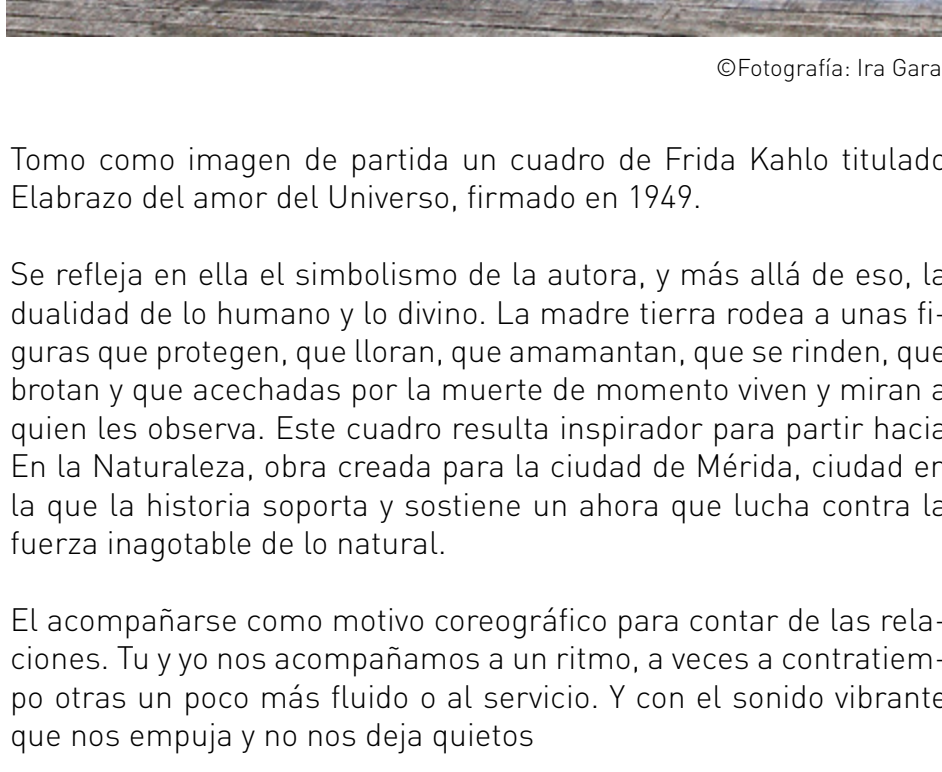 ©Fotografía: Ira Gara
Tomo como imagen de partida un cuadro de Frida Kahlo titulado
Elabrazo del amor del Universo, firmado en 1949.
Se refleja en ella el simbolismo de la autora, y más allá de eso, la
dualidad de lo humano y lo divino. La madre tierra rodea a unas fi-
guras que protegen, que lloran, que amamantan, que se rinden, que
brotan y que acechadas por la muerte de momento viven y miran a
quien les observa. Este cuadro resulta inspirador para partir hacia
En la Naturaleza, obra creada para la ciudad de Mérida, ciudad en
la que la historia soporta y sostiene un ahora que lucha contra la
fuerza inagotable de lo natural.
El acompañarse como motivo coreográfico para contar de las rela-
ciones. Tu y yo nos acompañamos a un ritmo, a veces a contratiem-
po otras un poco más fluido o al servicio. Y con el sonido vibrante
que nos empuja y no nos deja quietos